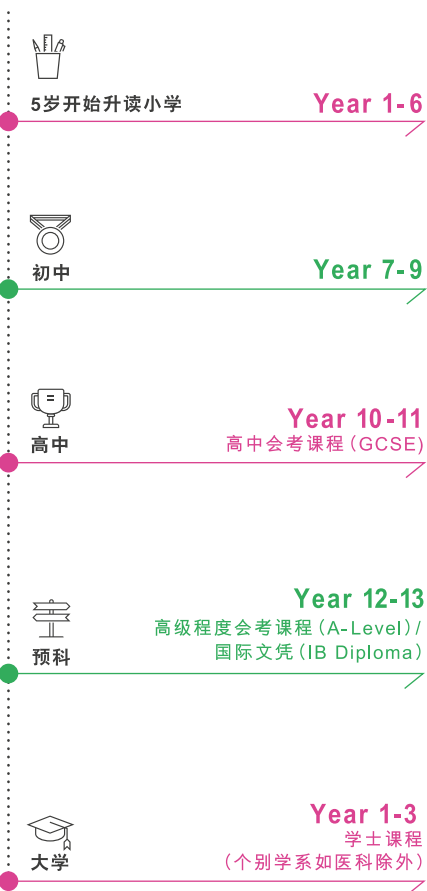 5岁开始升读小学
Year 1-6
初中
Year 7-9
高中
Year 10-11
高中会考课程(GCSE)
预科
Year 12-13
高级程度会考课程(A-Level)/
国际文凭(IB Diploma)
大学
Year 1-3
学士课程
(个别学系如医科除外)